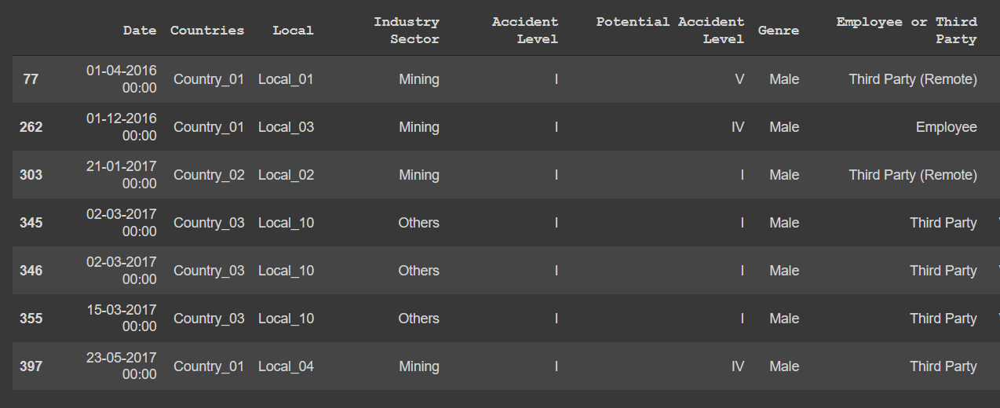 Date Countries Local Industry Sector Accident Level Potential Accident Level Genre Employee or Third Party
77 01-04-2016 00:00 Country_01 Local_01 Mining I V Male Third Party (Remote)
262 01-12-2016 00:00 Country_01 Local_03 Mining I IV Male Employee
303 21-01-2017 00:00 Country_02 Local_02 Mining I I Male Third Party (Remote)
345 02-03-2017 00:00 Country_03 Local_10 Others I I Male Third Party
346 02-03-2017 00:00 Country_03 Local_10 Others I I Male Third Party
355 15-03-2017 00:00 Country_03 Local_10 Others I I Male Third Party
397 23-05-2017 00:00 Country_01 Local_04 Mining I IV Male Third Party